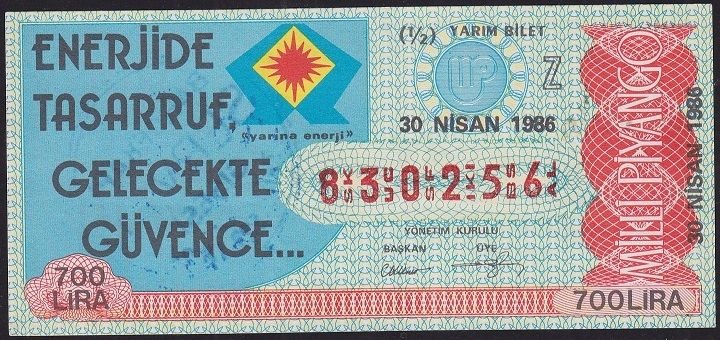 ENERJİDE
TASARRUF,
«yarına enerji»
GELECEKTE
GÜVENCE...
700
LİRA
(1/2) YARIM BİLET
MP
Z
30 NİSAN 1986
8 3 0 2 5 6
YÖNETİM KURULU
BAŞKAN ÜYE
MİLLİ PİYANGO
30 NİSAN 1986
700 LİRA